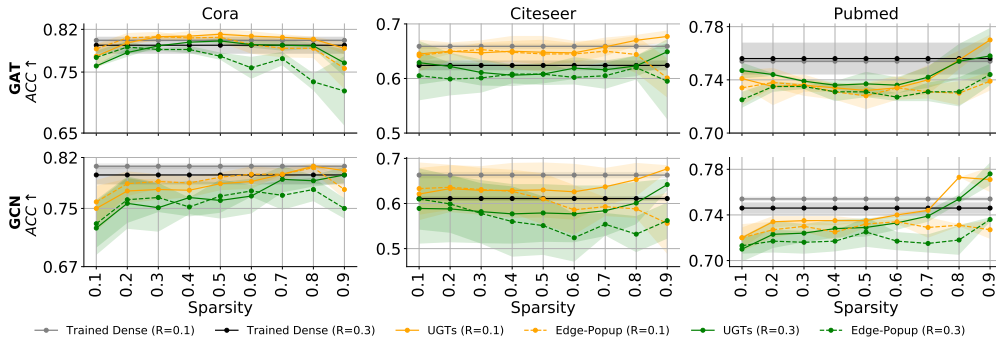 Cora
Citeseer
Pubmed
GAT
ACC↑
0.82
0.75
0.65
0.7
0.6
0.5
0.78
0.74
0.70
GCN
ACC↑
0.82
0.75
0.67
0.7
0.6
0.5
0.78
0.74
0.70
0.1 0.2 0.3 0.4 0.5 0.6 0.7 0.8 0.9
0.1 0.2 0.3 0.4 0.5 0.6 0.7 0.8 0.9
0.1 0.2 0.3 0.4 0.5 0.6 0.7 0.8 0.9
Sparsity
Sparsity
Sparsity
Trained Dense (R=0.1) Trained Dense (R=0.3) UGTs (R=0.1) Edge-Popup (R=0.1) UGTs (R=0.3) Edge-Popup (R=0.3)